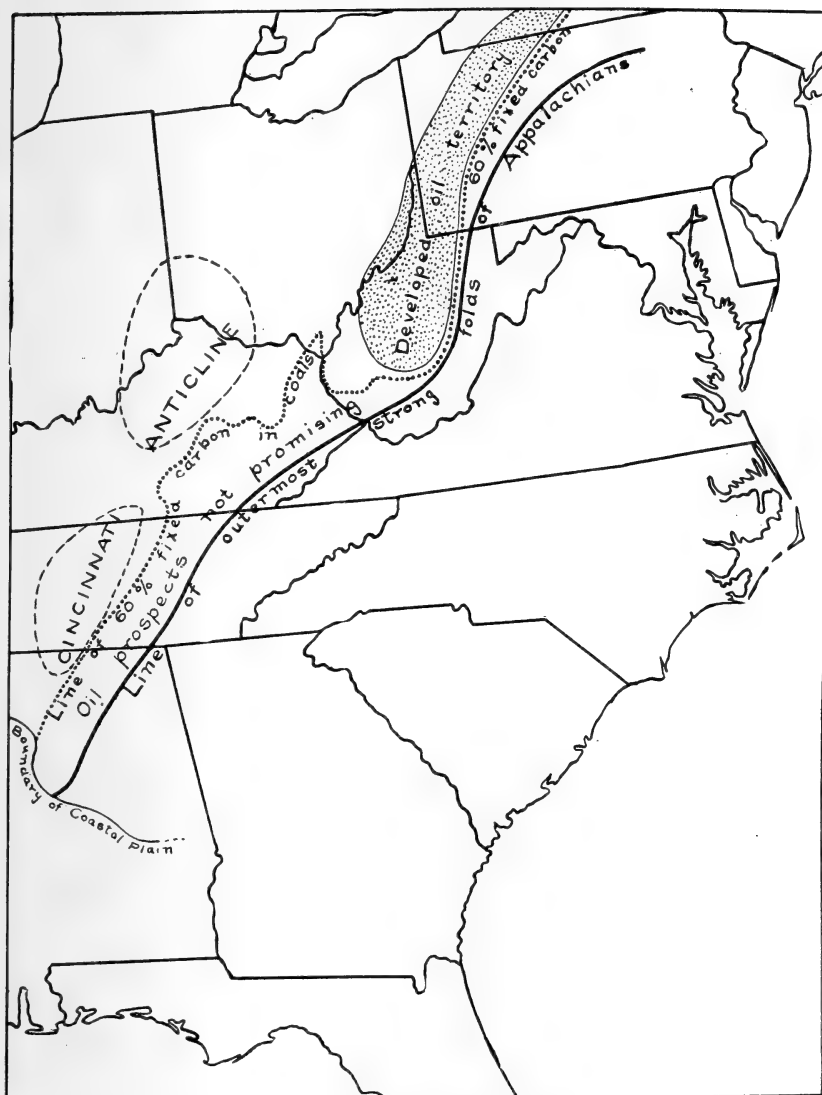 Developed oil territory
60% fixed carbon
Line of outermost strong folds of Appalachians
Oil prospects not promising
Line of 60% fixed carbon in coals
CINCINNATI ANTICLINE
Boundary of Coastal Plain